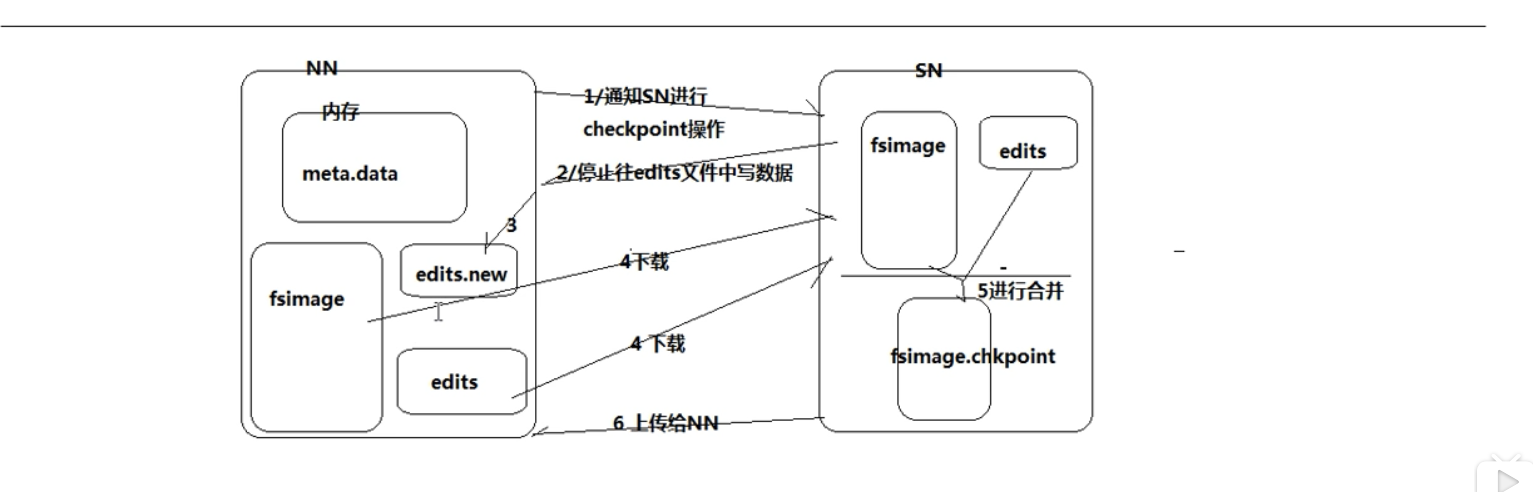 NN
内存
meta.data
edits.new
fsimage
edits
1/通知SN进行
checkpoint操作
2/停止往edits文件中写数据
3
4下载
4 下载
6 上传给NN
SN
fsimage
edits
5进行合并
fsimage.chkpoint